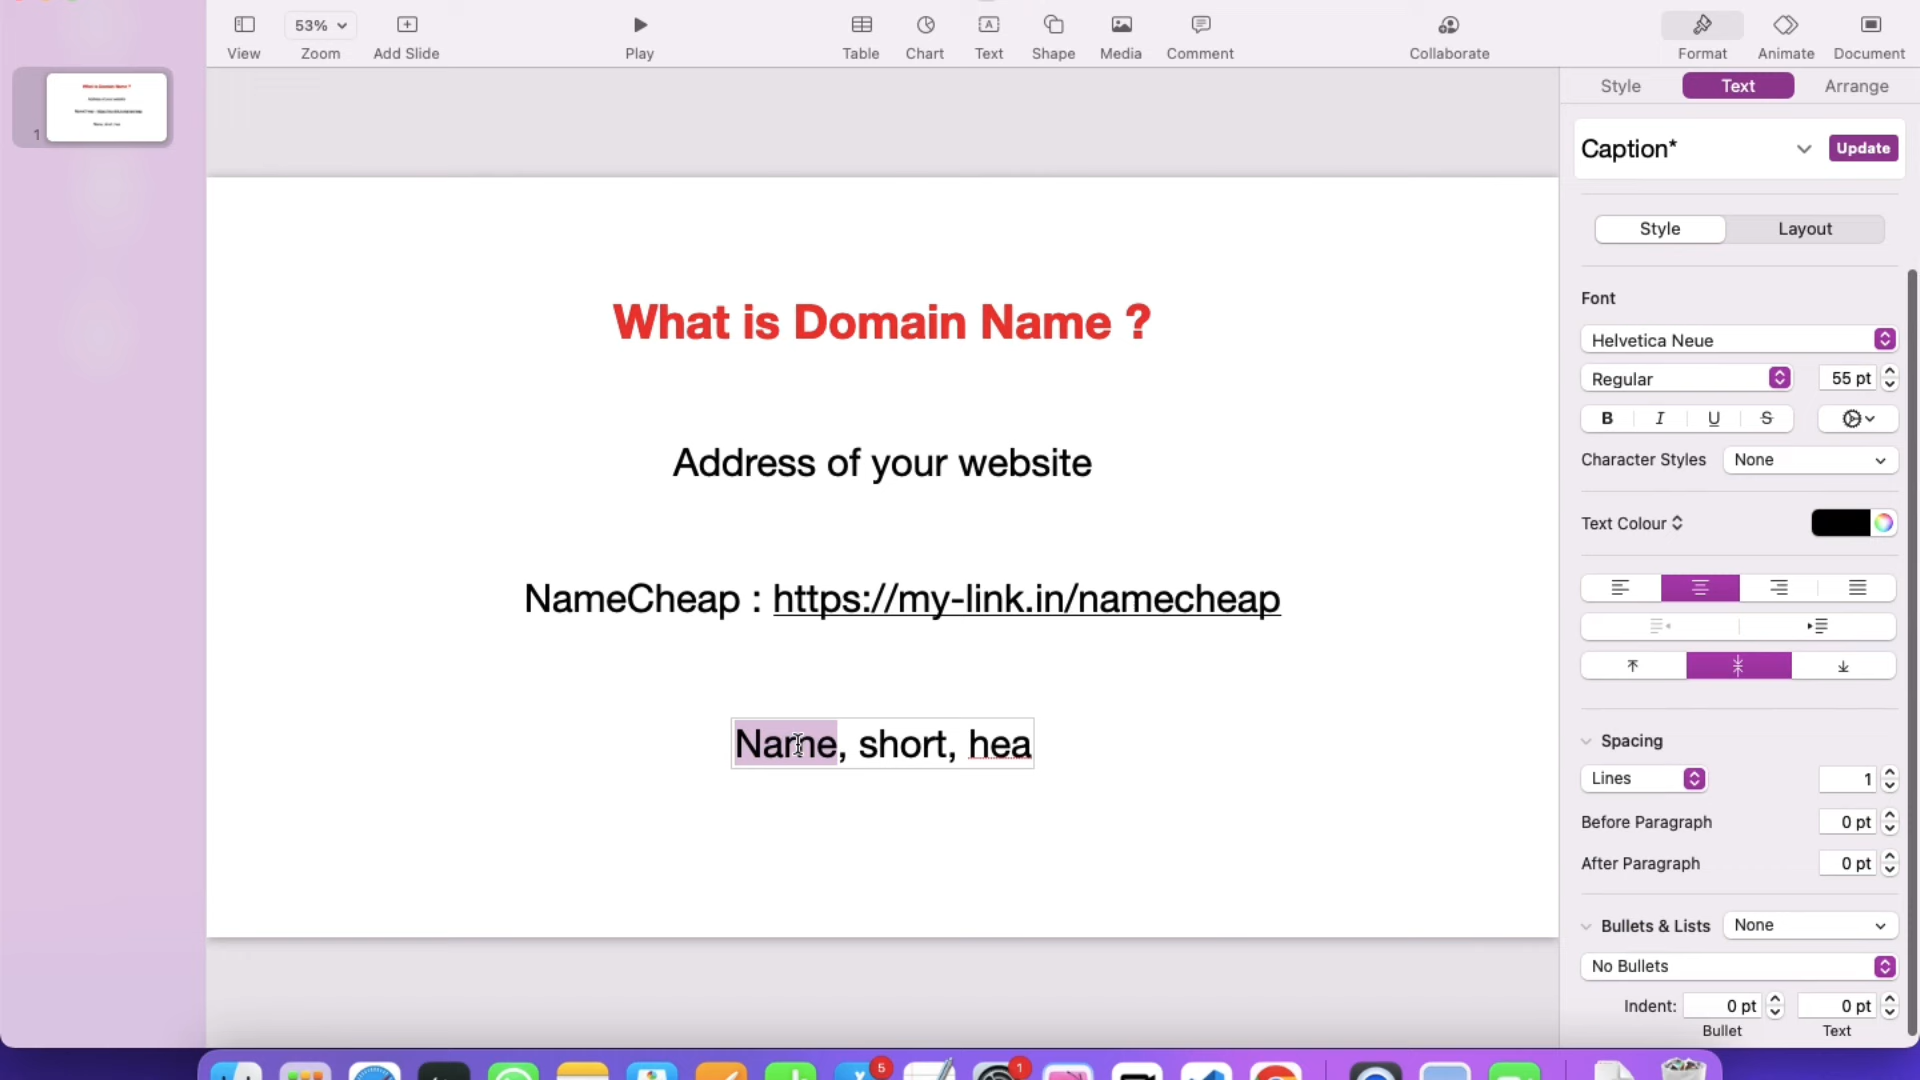 53%
View
Zoom
Add Slide
Play
Table
Chart
Text
Shape
Media
Comment
Collaborate
Format
Animate
Document
Style
Text
Arrange
1
Caption*
Update
Style
Layout
Font
Helvetica Neue
Regular
55 pt
B I U S
Character Styles
None
Text Colour
Spacing
Lines
1
Before Paragraph
0 pt
After Paragraph
0 pt
Bullets & Lists
None
No Bullets
Indent:
0 pt
0 pt
Bullet
Text
What is Domain Name ?
Address of your website
NameCheap : https://my-link.in/namecheap
Name, short, hea
5
1